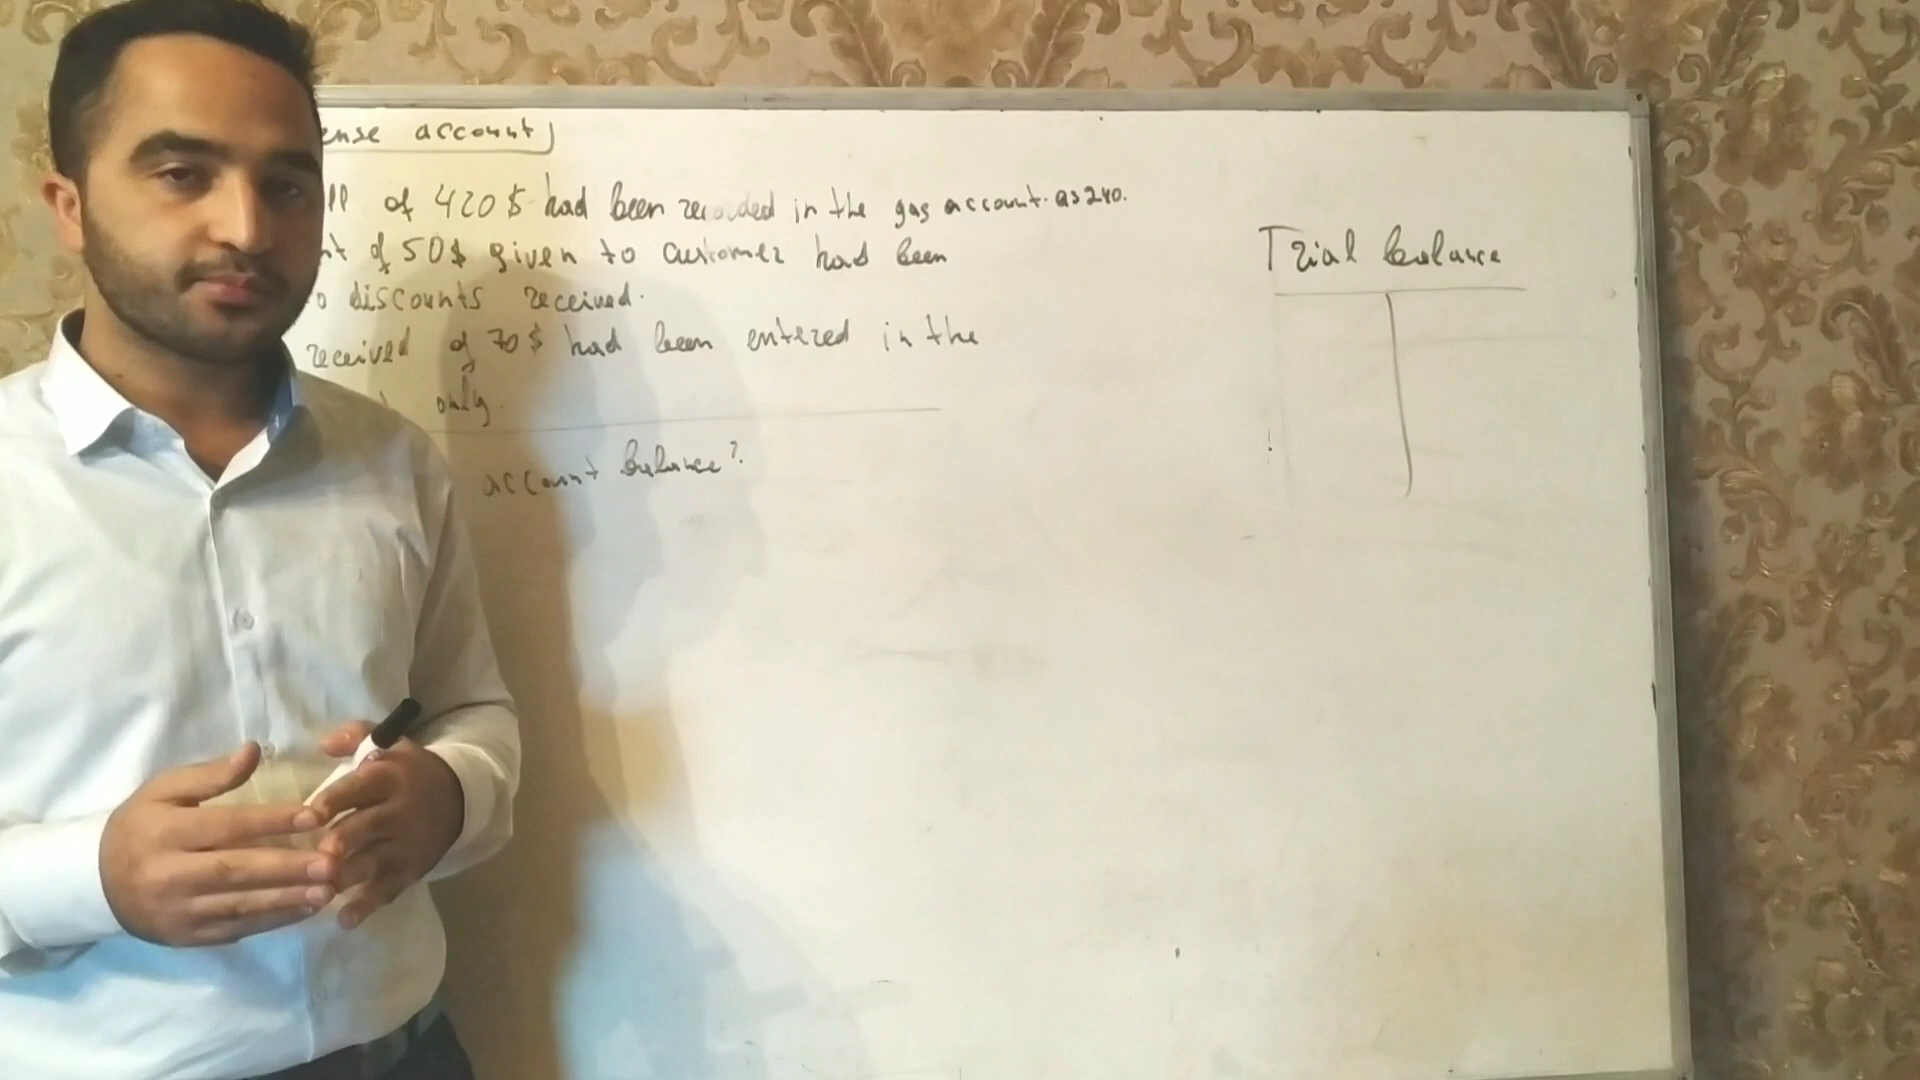 ense account
ll of 420$ had been recorded in the gas account. as 240.
nt of 50$ given to customer had been
o discounts received.
received of 70$ had been entered in the
only.
account balance?
Trial balance